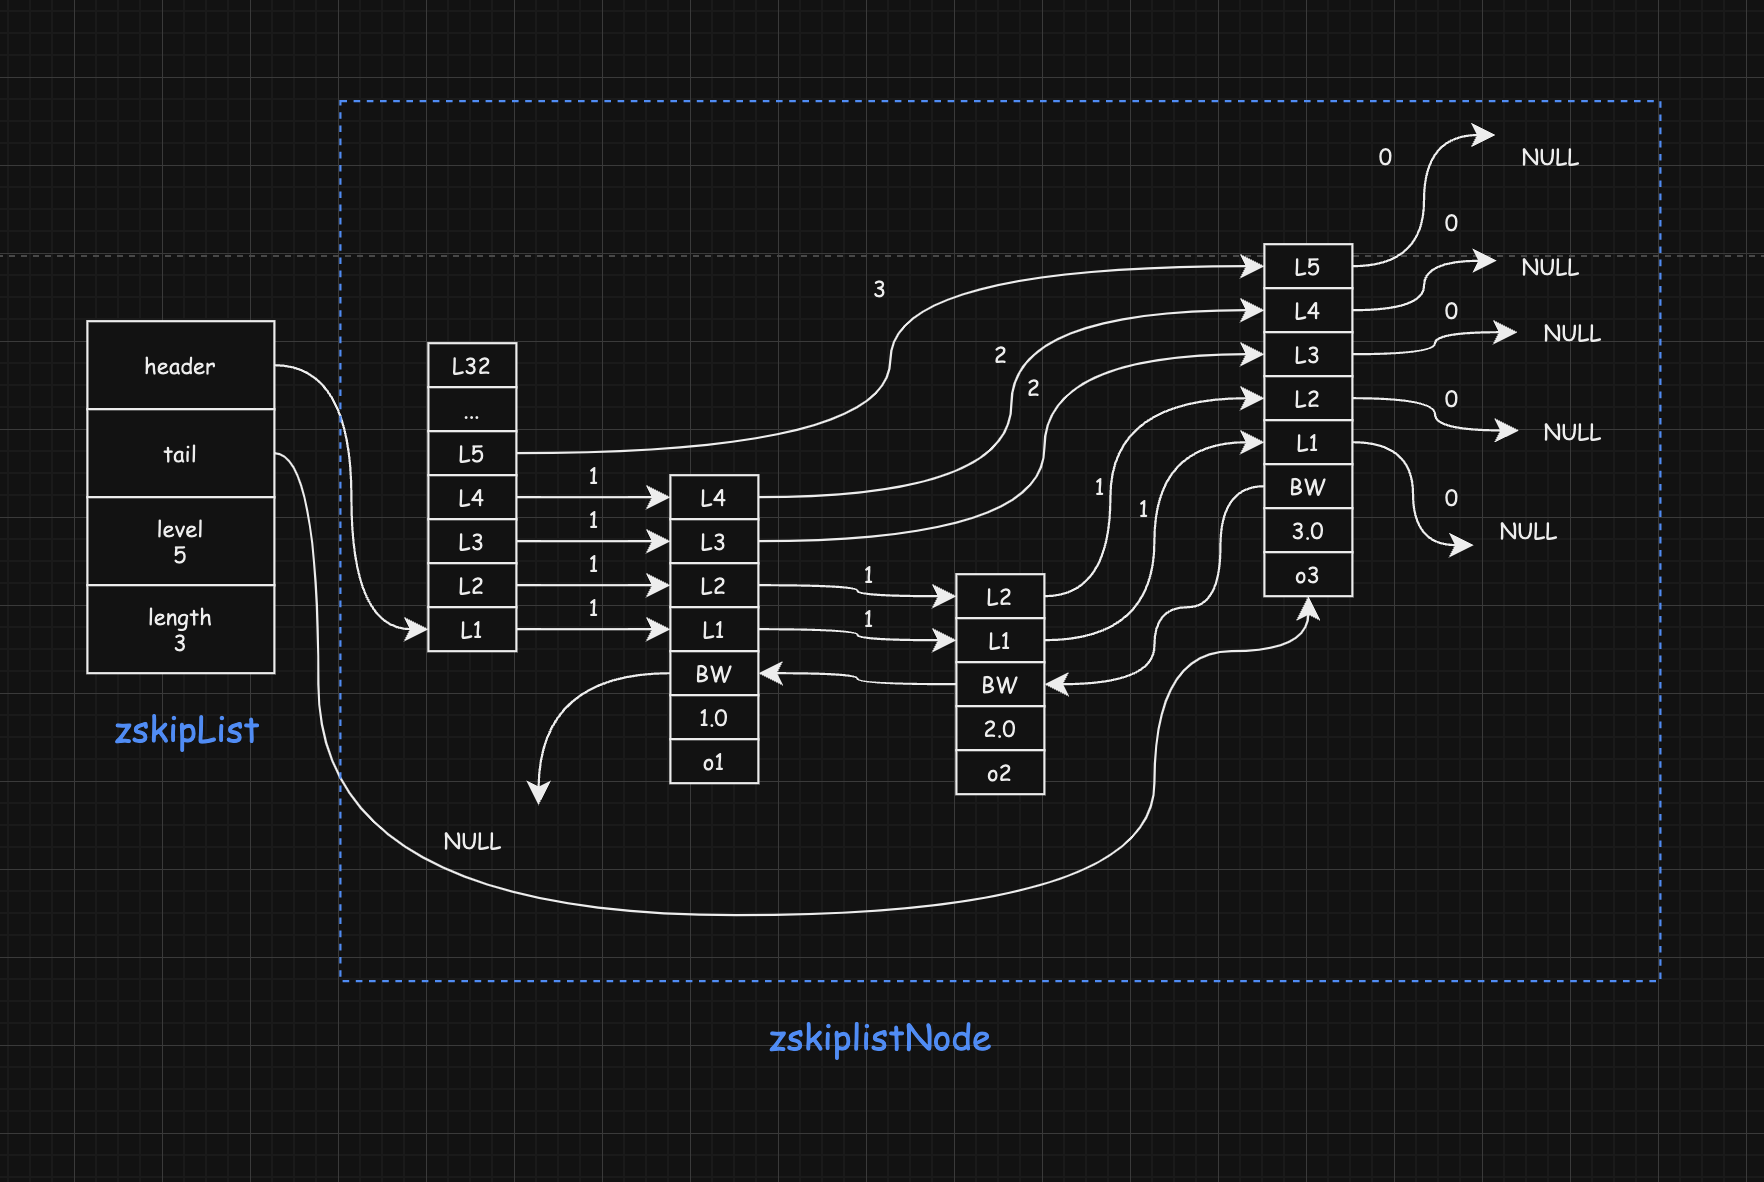 header
tail
level
5
length
3
zskipList
L32
...
L5
L4
L3
L2
L1
1
1
1
1
L4
L3
L2
L1
BW
1.0
o1
NULL
3
2
2
1
1
L2
L1
BW
2.0
o2
1
1
L5
L4
L3
L2
L1
BW
3.0
o3
0
NULL
0
NULL
0
NULL
0
NULL
0
NULL
zskiplistNode